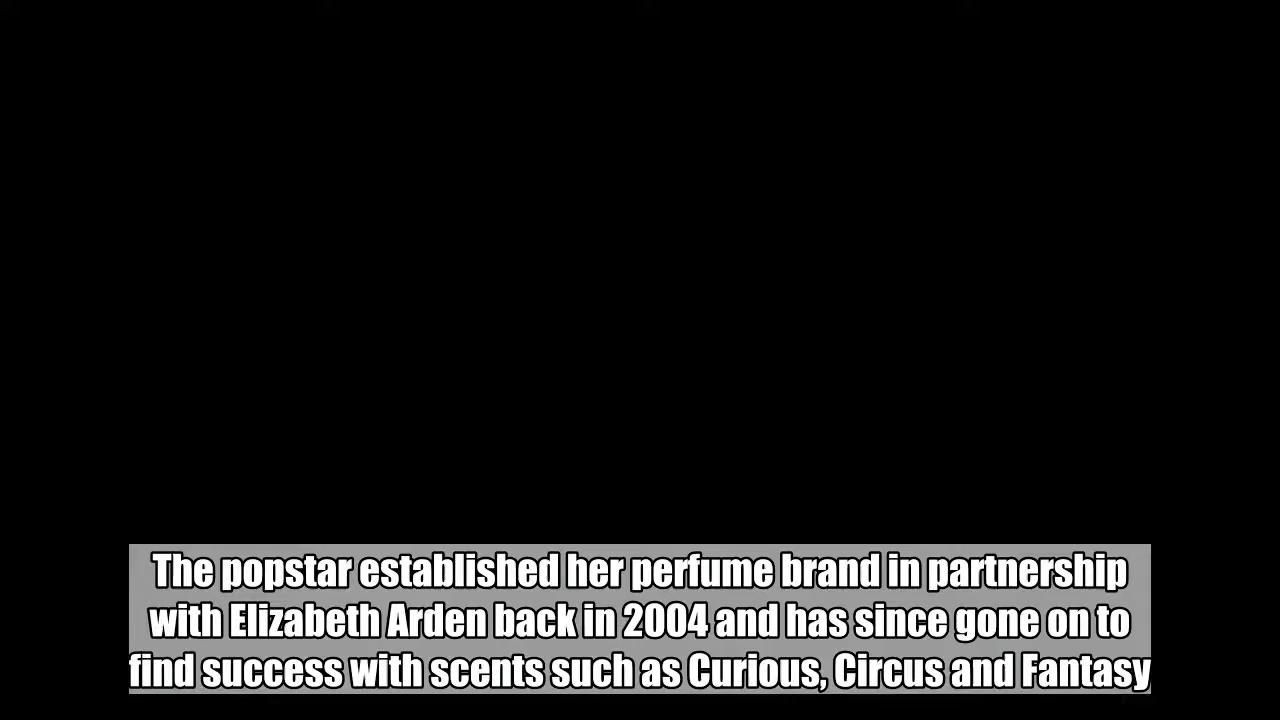 The popstar established her perfume brand in partnership
with Elizabeth Arden back in 2004 and has since gone on to
find success with scents such as Curious, Circus and Fantasy